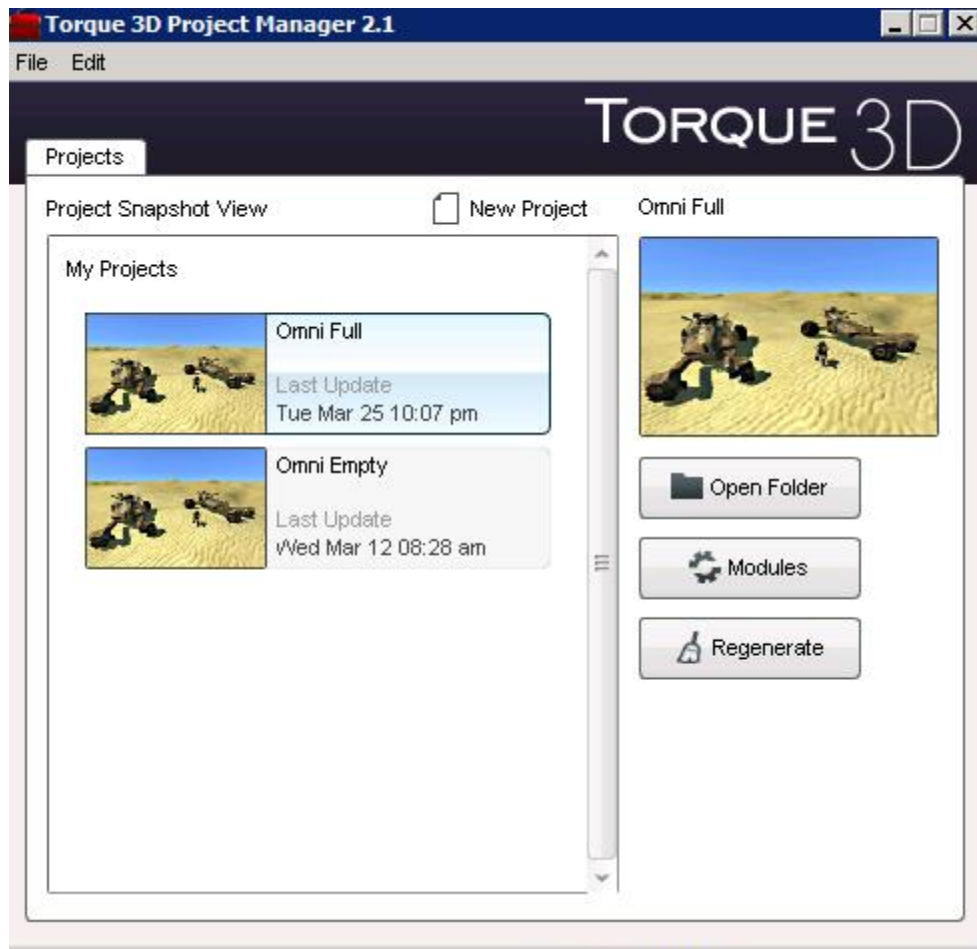 Torque 3D Project Manager 2.1
File Edit
TORQUE 3D
Projects
Project Snapshot View
New Project
Omni Full
My Projects
Omni Full
Last Update
Tue Mar 25 10:07 pm
Omni Empty
Last Update
Wed Mar 12 08:28 am
Open Folder
Modules
Regenerate